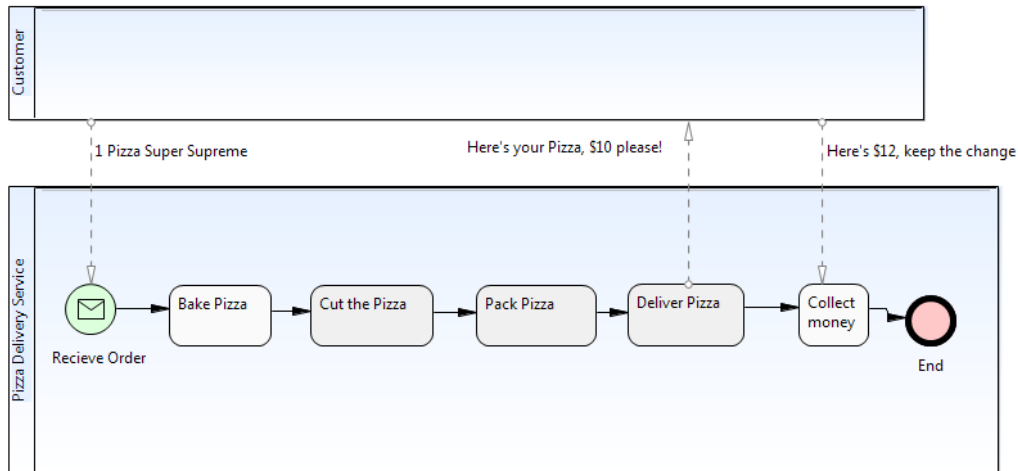 Customer
1 Pizza Super Supreme
Here's your Pizza, $10 please!
Here's $12, keep the change
Pizza Delivery Service
Recieve Order
Bake Pizza
Cut the Pizza
Pack Pizza
Deliver Pizza
Collect
money
End